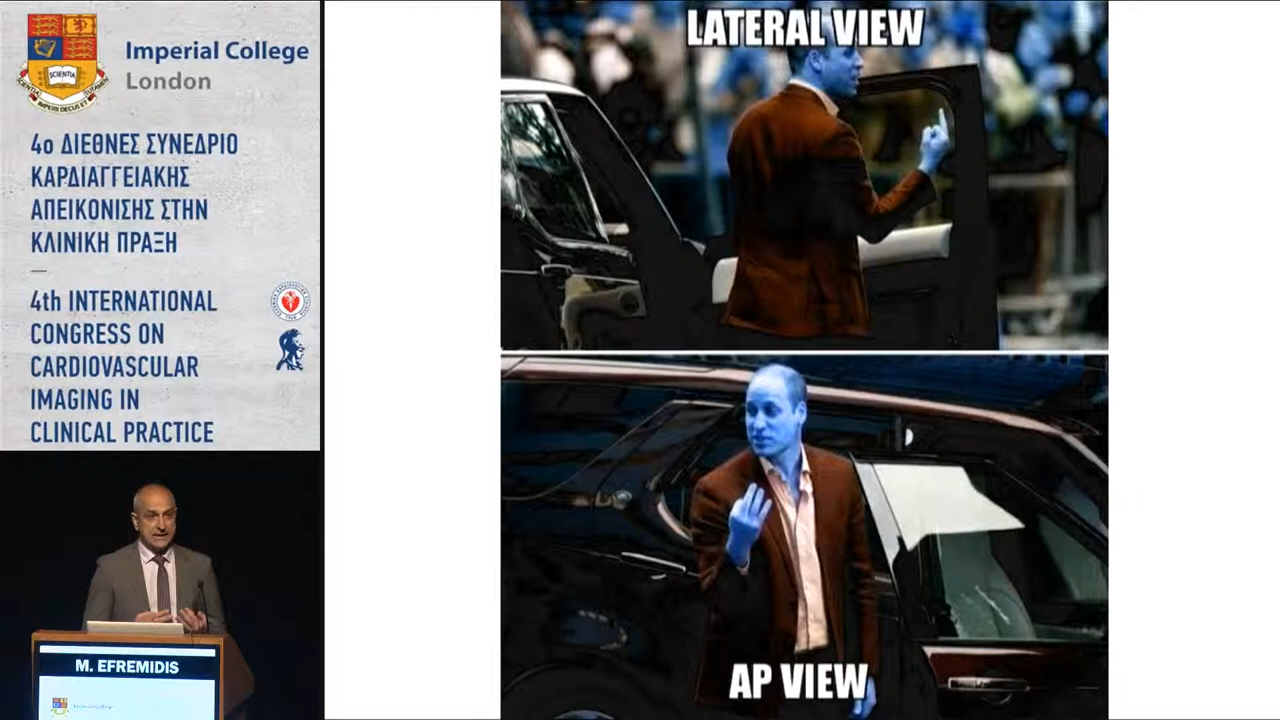 Imperial College
London
SCIENTIA
4ο ΔΙΕΘΝΕΣ ΣΥΝΕΔΡΙΟ
ΚΑΡΔΙΑΓΓΕΙΑΚΗΣ
ΑΠΕΙΚΟΝΙΣΗΣ ΣΤΗΝ
ΚΛΙΝΙΚΗ ΠΡΑΞΗ
4th INTERNATIONAL
CONGRESS ON
CARDIOVASCULAR
IMAGING IN
CLINICAL PRACTICE
M. EFREMIDIS
LATERAL VIEW
AP VIEW